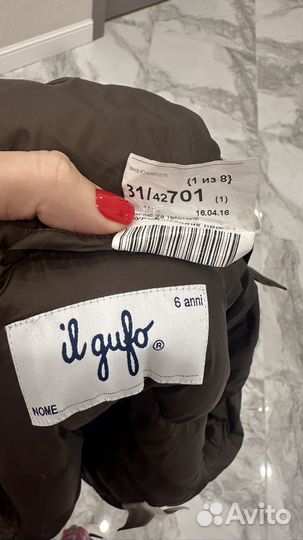 {1 из 8}
31/42701 (1)
16.04.16
6 anni
il gufo ®
NOME
Avito